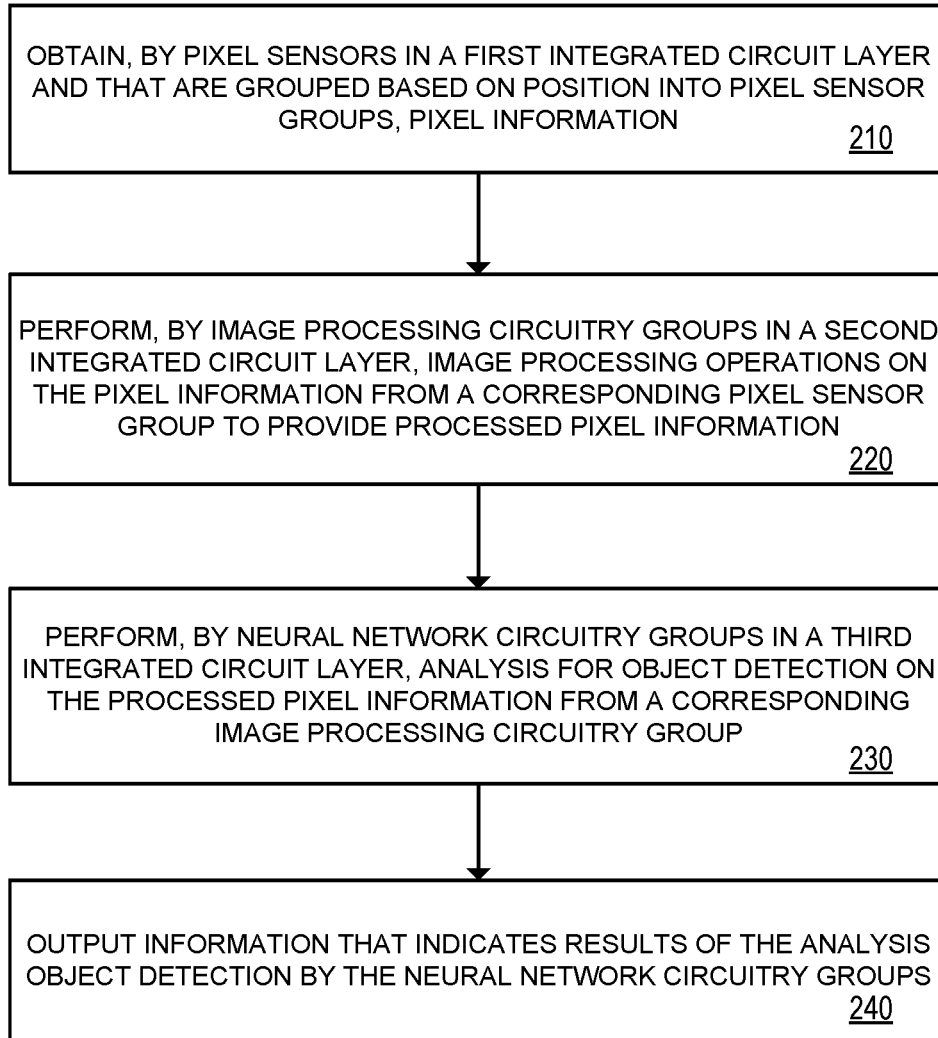 OBTAIN, BY PIXEL SENSORS IN A FIRST INTEGRATED CIRCUIT LAYER
AND THAT ARE GROUPED BASED ON POSITION INTO PIXEL SENSOR
GROUPS, PIXEL INFORMATION
210
PERFORM, BY IMAGE PROCESSING CIRCUITRY GROUPS IN A SECOND
INTEGRATED CIRCUIT LAYER, IMAGE PROCESSING OPERATIONS ON
THE PIXEL INFORMATION FROM A CORRESPONDING PIXEL SENSOR
GROUP TO PROVIDE PROCESSED PIXEL INFORMATION
220
PERFORM, BY NEURAL NETWORK CIRCUITRY GROUPS IN A THIRD
INTEGRATED CIRCUIT LAYER, ANALYSIS FOR OBJECT DETECTION ON
THE PROCESSED PIXEL INFORMATION FROM A CORRESPONDING
IMAGE PROCESSING CIRCUITRY GROUP
230
OUTPUT INFORMATION THAT INDICATES RESULTS OF THE ANALYSIS
OBJECT DETECTION BY THE NEURAL NETWORK CIRCUITRY GROUPS
240